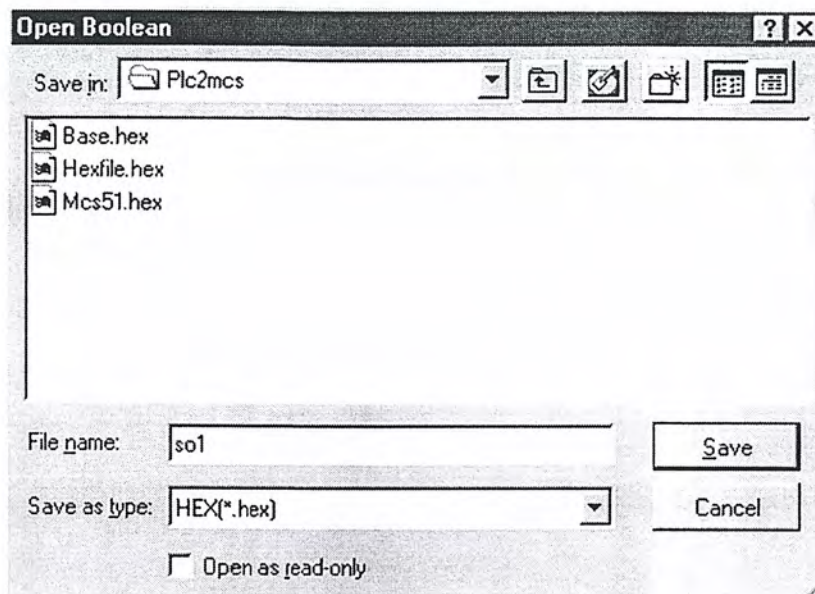 Open Boolean
Save in: Plc2mcs
Base.hex
Hexfile.hex
Mcs51.hex
File name: so1 Save
Save as type: HEX(*.hex) Cancel
Open as read-only